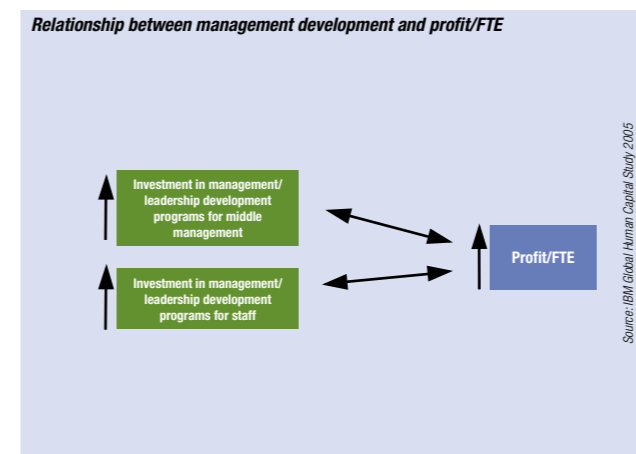 Relationship between management development and profit/FTE
Investment in management/
leadership development
programs for middle
management
Investment in management/
leadership development
programs for staff
Profit/FTE
Source: IBM Global Human Capital Study 2005